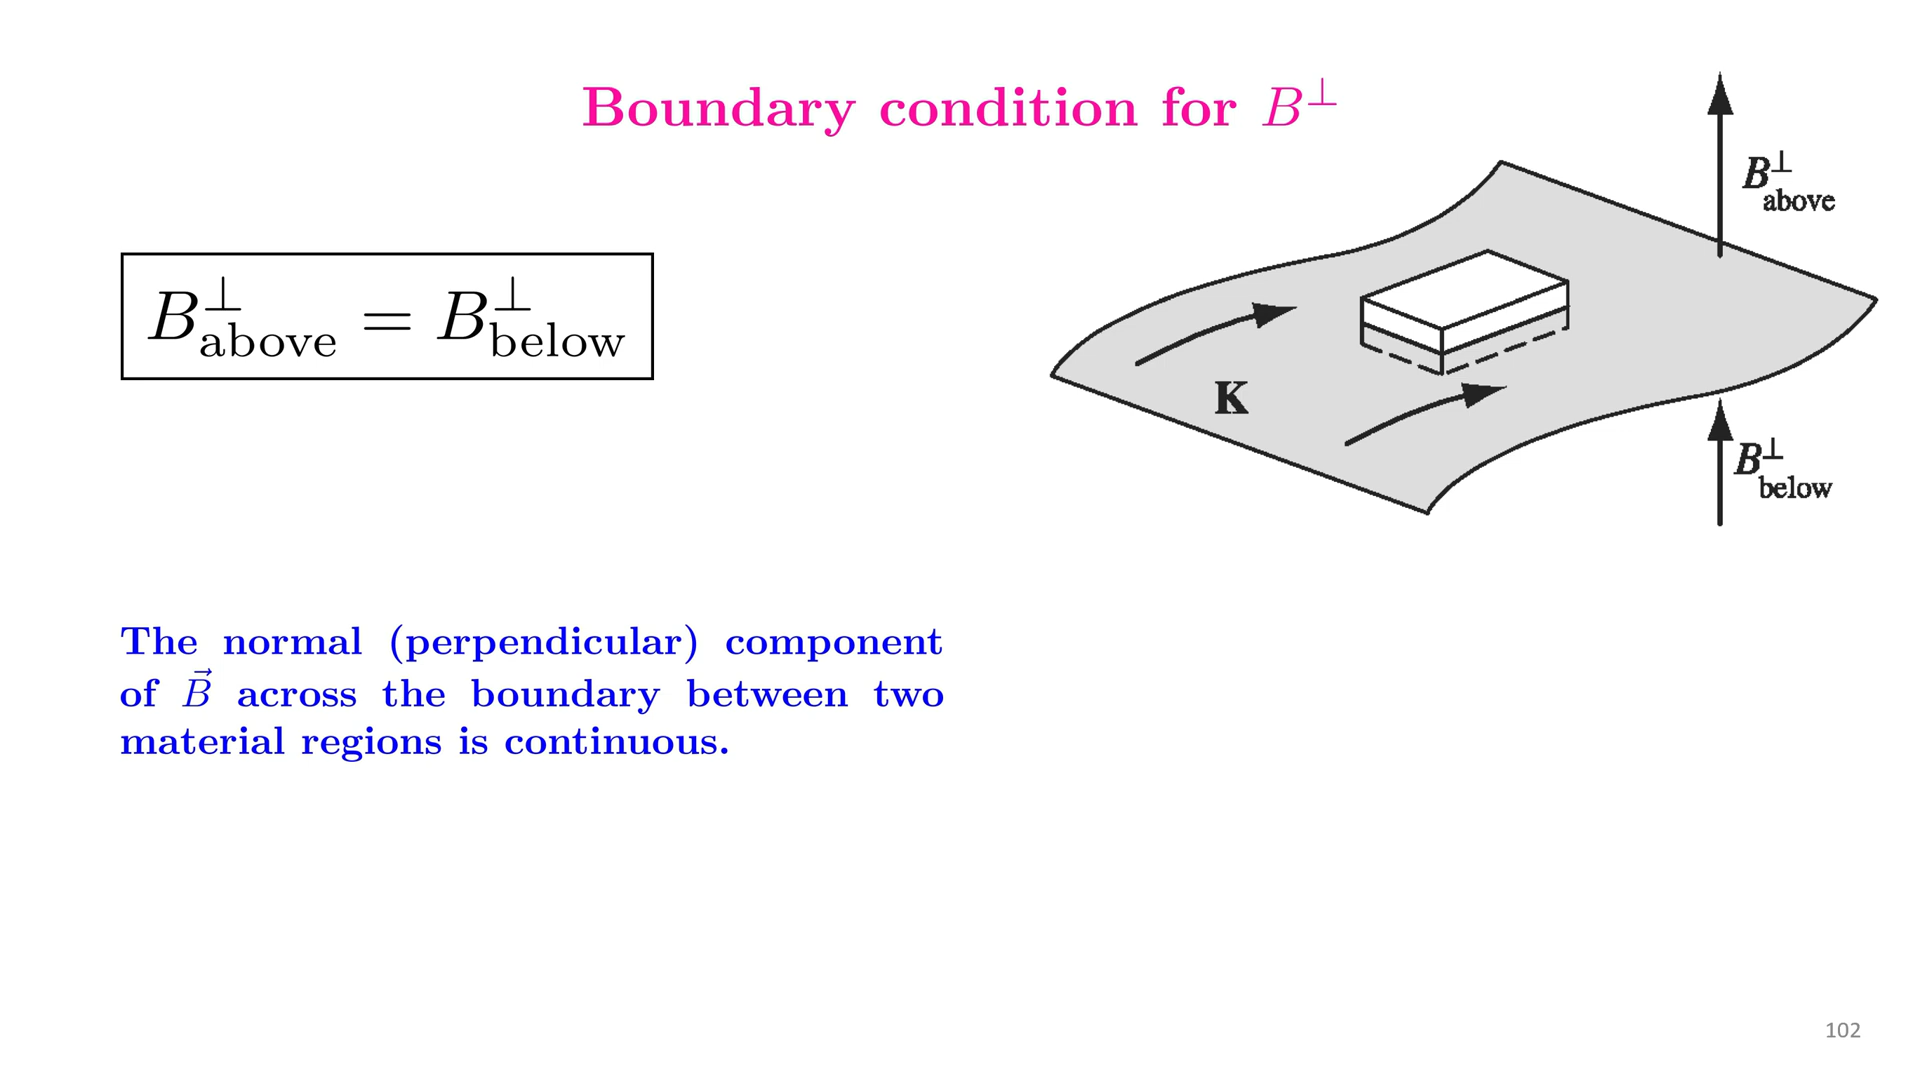 Boundary condition for B⊥
B⊥above
B⊥above = B⊥below
K
B⊥below
The normal (perpendicular) component
of B⃗ across the boundary between two
material regions is continuous.
102